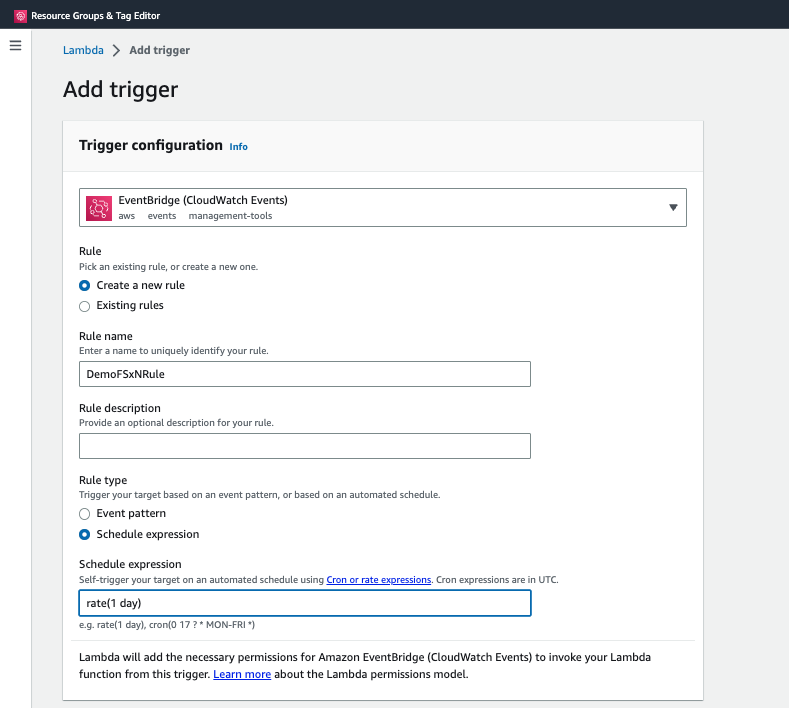 Resource Groups & Tag Editor
Lambda > Add trigger
Add trigger
Trigger configuration Info
EventBridge (CloudWatch Events)
aws events management-tools
Rule
Pick an existing rule, or create a new one.
Create a new rule
Existing rules
Rule name
Enter a name to uniquely identify your rule.
DemoFSxNRule
Rule description
Provide an optional description for your rule.
Rule type
Trigger your target based on an event pattern, or based on an automated schedule.
Event pattern
Schedule expression
Schedule expression
Self-trigger your target on an automated schedule using Cron or rate expressions. Cron expressions are in UTC.
rate(1 day)
e.g. rate(1 day), cron(0 17 ? * MON-FRI *)
Lambda will add the necessary permissions for Amazon EventBridge (CloudWatch Events) to invoke your Lambda
function from this trigger. Learn more about the Lambda permissions model.